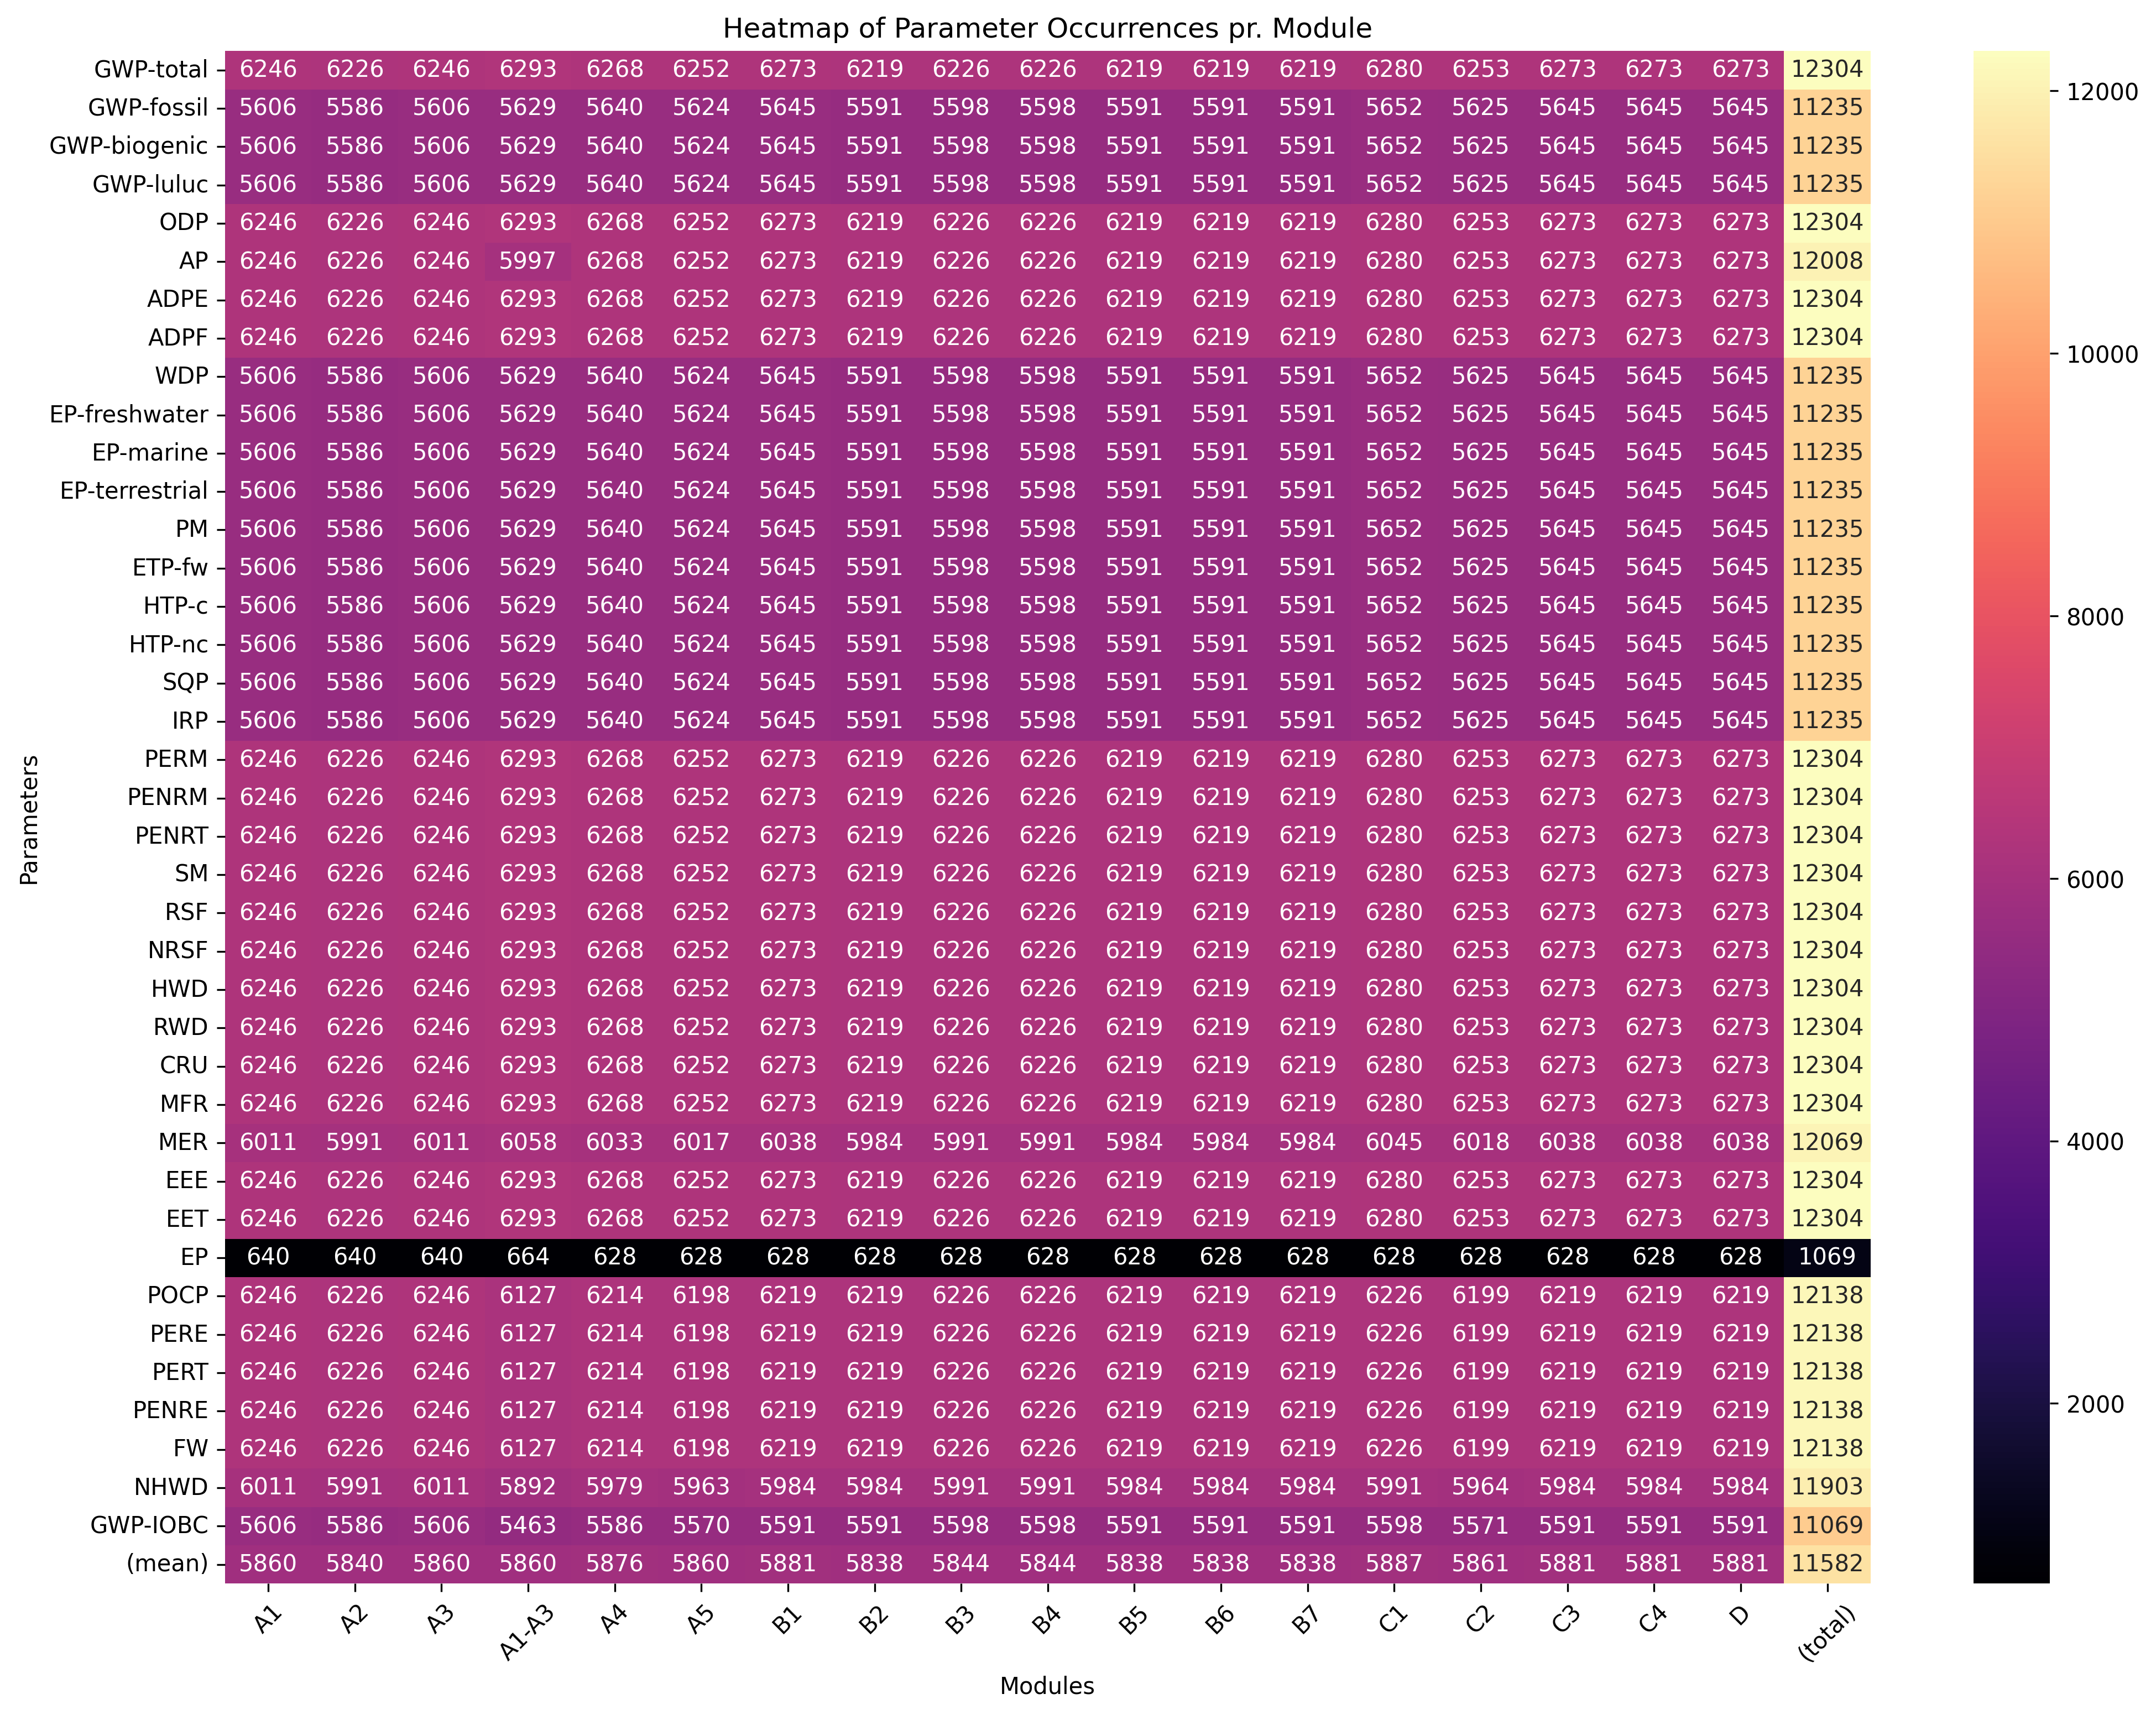 Heatmap of Parameter Occurrences pr. Module
GWP-total 6246 6226 6246 6293 6268 6252 6273 6219 6226 6226 6219 6219 6219 6280 6253 6273 6273 6273 12304
GWP-fossil 5606 5586 5606 5629 5640 5624 5645 5591 5598 5598 5591 5591 5591 5652 5625 5645 5645 5645 11235
GWP-biogenic 5606 5586 5606 5629 5640 5624 5645 5591 5598 5598 5591 5591 5591 5652 5625 5645 5645 5645 11235
GWP-luluc 5606 5586 5606 5629 5640 5624 5645 5591 5598 5598 5591 5591 5591 5652 5625 5645 5645 5645 11235
ODP 6246 6226 6246 6293 6268 6252 6273 6219 6226 6226 6219 6219 6219 6280 6253 6273 6273 6273 12304
AP 6246 6226 6246 5997 6268 6252 6273 6219 6226 6226 6219 6219 6219 6280 6253 6273 6273 6273 12008
ADPE 6246 6226 6246 6293 6268 6252 6273 6219 6226 6226 6219 6219 6219 6280 6253 6273 6273 6273 12304
ADPF 6246 6226 6246 6293 6268 6252 6273 6219 6226 6226 6219 6219 6219 6280 6253 6273 6273 6273 12304
WDP 5606 5586 5606 5629 5640 5624 5645 5591 5598 5598 5591 5591 5591 5652 5625 5645 5645 5645 11235
EP-freshwater 5606 5586 5606 5629 5640 5624 5645 5591 5598 5598 5591 5591 5591 5652 5625 5645 5645 5645 11235
EP-marine 5606 5586 5606 5629 5640 5624 5645 5591 5598 5598 5591 5591 5591 5652 5625 5645 5645 5645 11235
EP-terrestrial 5606 5586 5606 5629 5640 5624 5645 5591 5598 5598 5591 5591 5591 5652 5625 5645 5645 5645 11235
PM 5606 5586 5606 5629 5640 5624 5645 5591 5598 5598 5591 5591 5591 5652 5625 5645 5645 5645 11235
ETP-fw 5606 5586 5606 5629 5640 5624 5645 5591 5598 5598 5591 5591 5591 5652 5625 5645 5645 5645 11235
HTP-c 5606 5586 5606 5629 5640 5624 5645 5591 5598 5598 5591 5591 5591 5652 5625 5645 5645 5645 11235
HTP-nc 5606 5586 5606 5629 5640 5624 5645 5591 5598 5598 5591 5591 5591 5652 5625 5645 5645 5645 11235
SQP 5606 5586 5606 5629 5640 5624 5645 5591 5598 5598 5591 5591 5591 5652 5625 5645 5645 5645 11235
IRP 5606 5586 5606 5629 5640 5624 5645 5591 5598 5598 5591 5591 5591 5652 5625 5645 5645 5645 11235
PERM 6246 6226 6246 6293 6268 6252 6273 6219 6226 6226 6219 6219 6219 6280 6253 6273 6273 6273 12304
PENRM 6246 6226 6246 6293 6268 6252 6273 6219 6226 6226 6219 6219 6219 6280 6253 6273 6273 6273 12304
PENRT 6246 6226 6246 6293 6268 6252 6273 6219 6226 6226 6219 6219 6219 6280 6253 6273 6273 6273 12304
SM 6246 6226 6246 6293 6268 6252 6273 6219 6226 6226 6219 6219 6219 6280 6253 6273 6273 6273 12304
RSF 6246 6226 6246 6293 6268 6252 6273 6219 6226 6226 6219 6219 6219 6280 6253 6273 6273 6273 12304
NRSF 6246 6226 6246 6293 6268 6252 6273 6219 6226 6226 6219 6219 6219 6280 6253 6273 6273 6273 12304
HWD 6246 6226 6246 6293 6268 6252 6273 6219 6226 6226 6219 6219 6219 6280 6253 6273 6273 6273 12304
RWD 6246 6226 6246 6293 6268 6252 6273 6219 6226 6226 6219 6219 6219 6280 6253 6273 6273 6273 12304
CRU 6246 6226 6246 6293 6268 6252 6273 6219 6226 6226 6219 6219 6219 6280 6253 6273 6273 6273 12304
MFR 6246 6226 6246 6293 6268 6252 6273 6219 6226 6226 6219 6219 6219 6280 6253 6273 6273 6273 12304
MER 6011 5991 6011 6058 6033 6017 6038 5984 5991 5991 5984 5984 5984 6045 6018 6038 6038 6038 12069
EEE 6246 6226 6246 6293 6268 6252 6273 6219 6226 6226 6219 6219 6219 6280 6253 6273 6273 6273 12304
EET 6246 6226 6246 6293 6268 6252 6273 6219 6226 6226 6219 6219 6219 6280 6253 6273 6273 6273 12304
EP 640 640 640 664 628 628 628 628 628 628 628 628 628 628 628 628 628 628 1069
POCP 6246 6226 6246 6127 6214 6198 6219 6219 6226 6226 6219 6219 6219 6226 6199 6219 6219 6219 12138
PERE 6246 6226 6246 6127 6214 6198 6219 6219 6226 6226 6219 6219 6219 6226 6199 6219 6219 6219 12138
PERT 6246 6226 6246 6127 6214 6198 6219 6219 6226 6226 6219 6219 6219 6226 6199 6219 6219 6219 12138
PENRE 6246 6226 6246 6127 6214 6198 6219 6219 6226 6226 6219 6219 6219 6226 6199 6219 6219 6219 12138
FW 6246 6226 6246 6127 6214 6198 6219 6219 6226 6226 6219 6219 6219 6226 6199 6219 6219 6219 12138
NHWD 6011 5991 6011 5892 5979 5963 5984 5984 5991 5991 5984 5984 5984 5991 5964 5984 5984 5984 11903
GWP-IOBC 5606 5586 5606 5463 5586 5570 5591 5591 5598 5598 5591 5591 5591 5598 5571 5591 5591 5591 11069
(mean) 5860 5840 5860 5860 5876 5860 5881 5838 5844 5844 5838 5838 5838 5887 5861 5881 5881 5881 11582
A1 A2 A3 A1-A3 A4 A5 B1 B2 B3 B4 B5 B6 B7 C1 C2 C3 C4 D (total)
Modules
Parameters
12000
10000
8000
6000
4000
2000